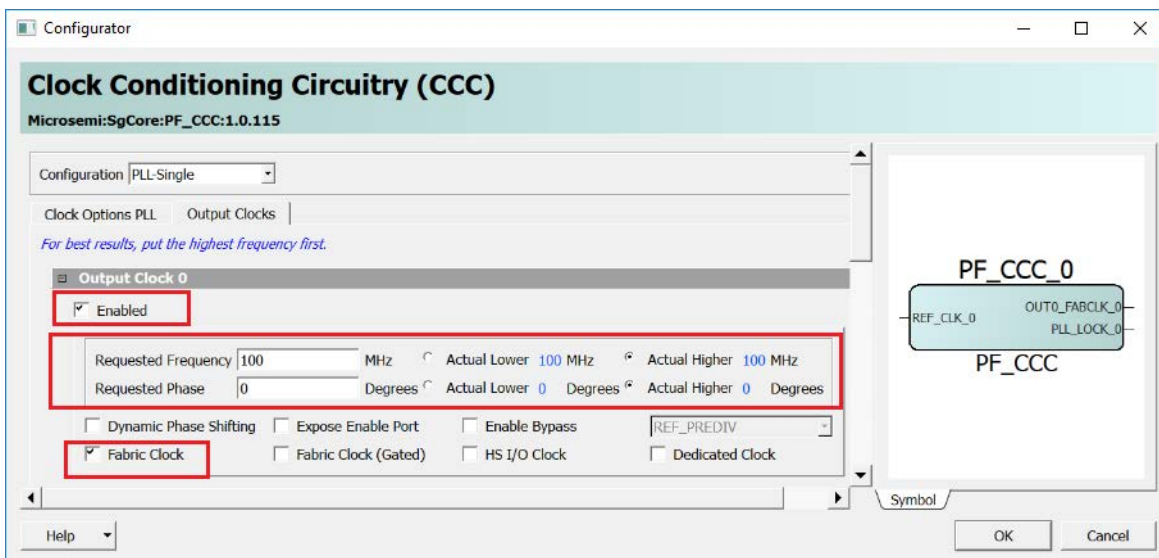 Configurator
Clock Conditioning Circuitry (CCC)
Microsemi:SgCore:PF_CCC:1.0.115
Configuration PLL-Single
Clock Options PLL Output Clocks
For best results, put the highest frequency first.
Output Clock 0
Enabled
Requested Frequency 100 MHz Actual Lower 100 MHz Actual Higher 100 MHz
Requested Phase 0 Degrees Actual Lower 0 Degrees Actual Higher 0 Degrees
Dynamic Phase Shifting Expose Enable Port Enable Bypass REF_PREDIV
Fabric Clock Fabric Clock (Gated) HS I/O Clock Dedicated Clock
PF_CCC_0
REF_CLK_0 OUT0_FABCLK_0
PLL_LOCK_0
PF_CCC
Symbol
Help OK Cancel